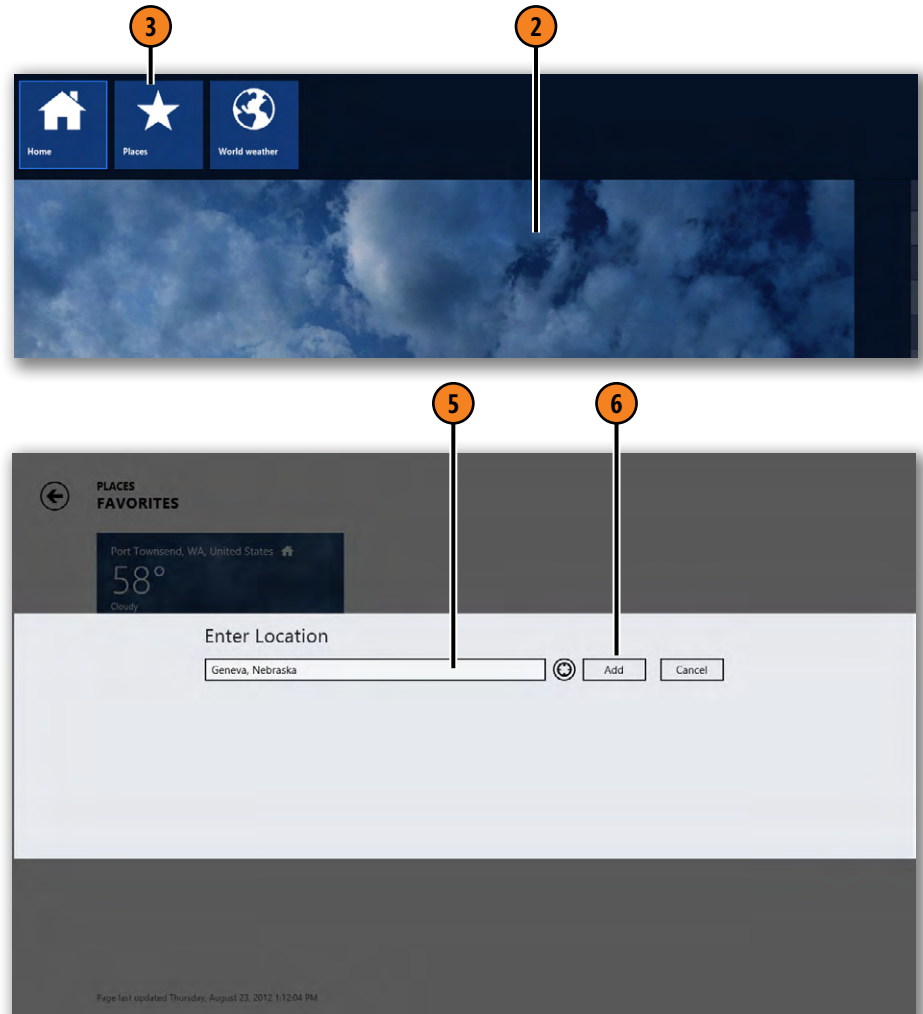 3 2
Home Places World weather
5 6
PLACES
FAVORITES
Port Townsend, WA, United States
58°
Cloudy
Enter Location
Geneva, Nebraska Add Cancel
Page last updated Thursday, August 23, 2012 1:12:04 PM